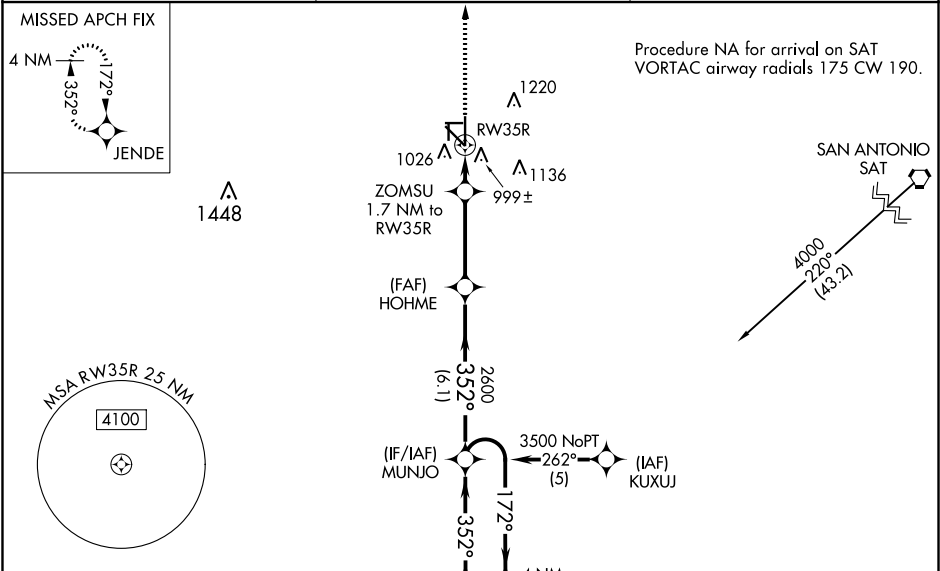 MISSED APCH FIX
4 NM
172°
352°
JENDE
Procedure NA for arrival on SAT
VORTAC airway radials 175 CW 190.
1220
RW35R
1026
1136
999±
1448
ZOMSU
1.7 NM to
RW35R
SAN ANTONIO
SAT
4000
220°
(43.2)
(FAF)
HOHME
2600
352°
(6.1)
MSA RW35R 25 NM
4100
(IF/IAF)
MUNJO
3500 NoPT
262°
(5)
(IAF)
KUXUJ
172°
352°